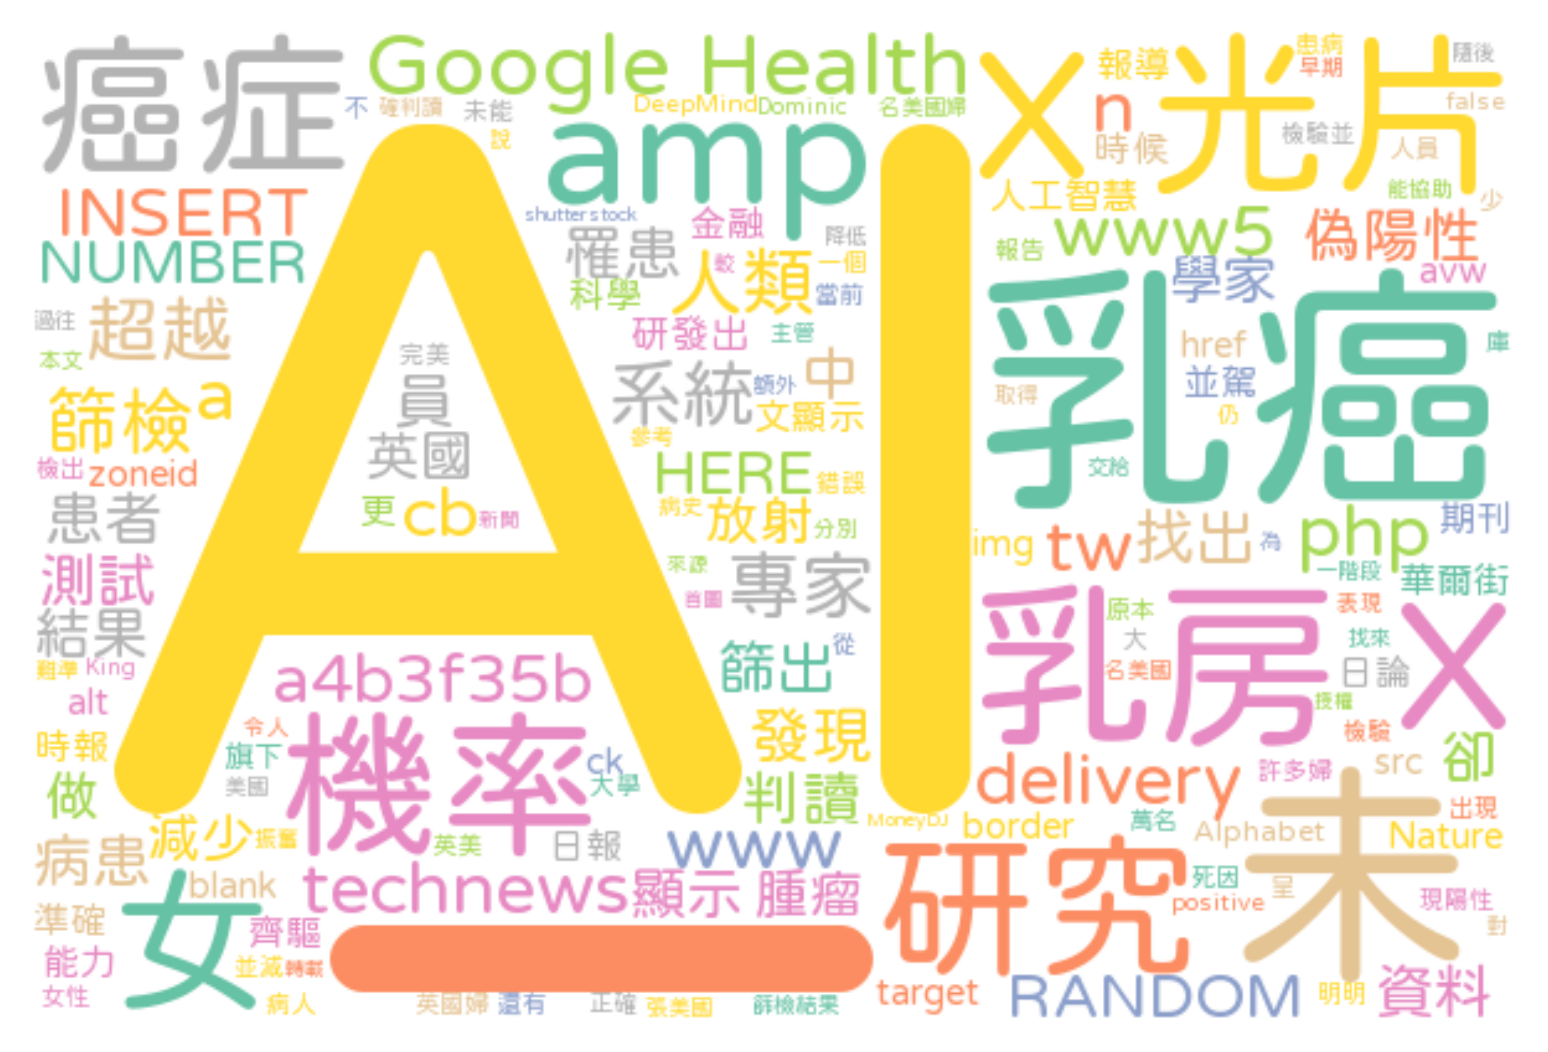 癌症
Google Health
X光片
報導
患病
早期
隨後
不
確判讀
未能
說
DeepMind
Dominic
名美國婦
n
false
amp
時候
檢驗並
人員
AI
INSERT
人工智慧
能協助
少
shutterstock
金融
www5
偽陽性
NUMBER
罹患
降低
報告
學家
avw
人類
較
一個
科學
當前
乳癌
過往
超越
研發出
主管
href
庫
本文
完美
系統
額外
中
並駕
取得
仍
篩檢
a
員
文顯示
參考
英國
交給
檢出
zoneid
HERE
錯誤
患者
更
cb
新聞
病史
放射
分別
img
tw
找出
為
php
期刊
測試
來源
專家
一階段
華爾街
結果
首圖
乳房
原本
表現
X
篩出
從
大
找來
難準
King
a4b3f35b
名美國
日論
alt
授權
時報
令人
機率
發現
檢驗
旗下
ck
src
卻
做
美國
大學
判讀
delivery
許多婦
未
出現
減少
振奮
英美
日報
www
MoneyDJ
border
萬名
Alphabet
Nature
病患
blank
technews
顯示
腫瘤
研究
死因
呈
女
positive
現陽性
準確
齊驅
對
能力
並減
轉載
target
RANDOM
明明
資料
女性
病人
英國婦
還有
正確
張美國
篩檢結果